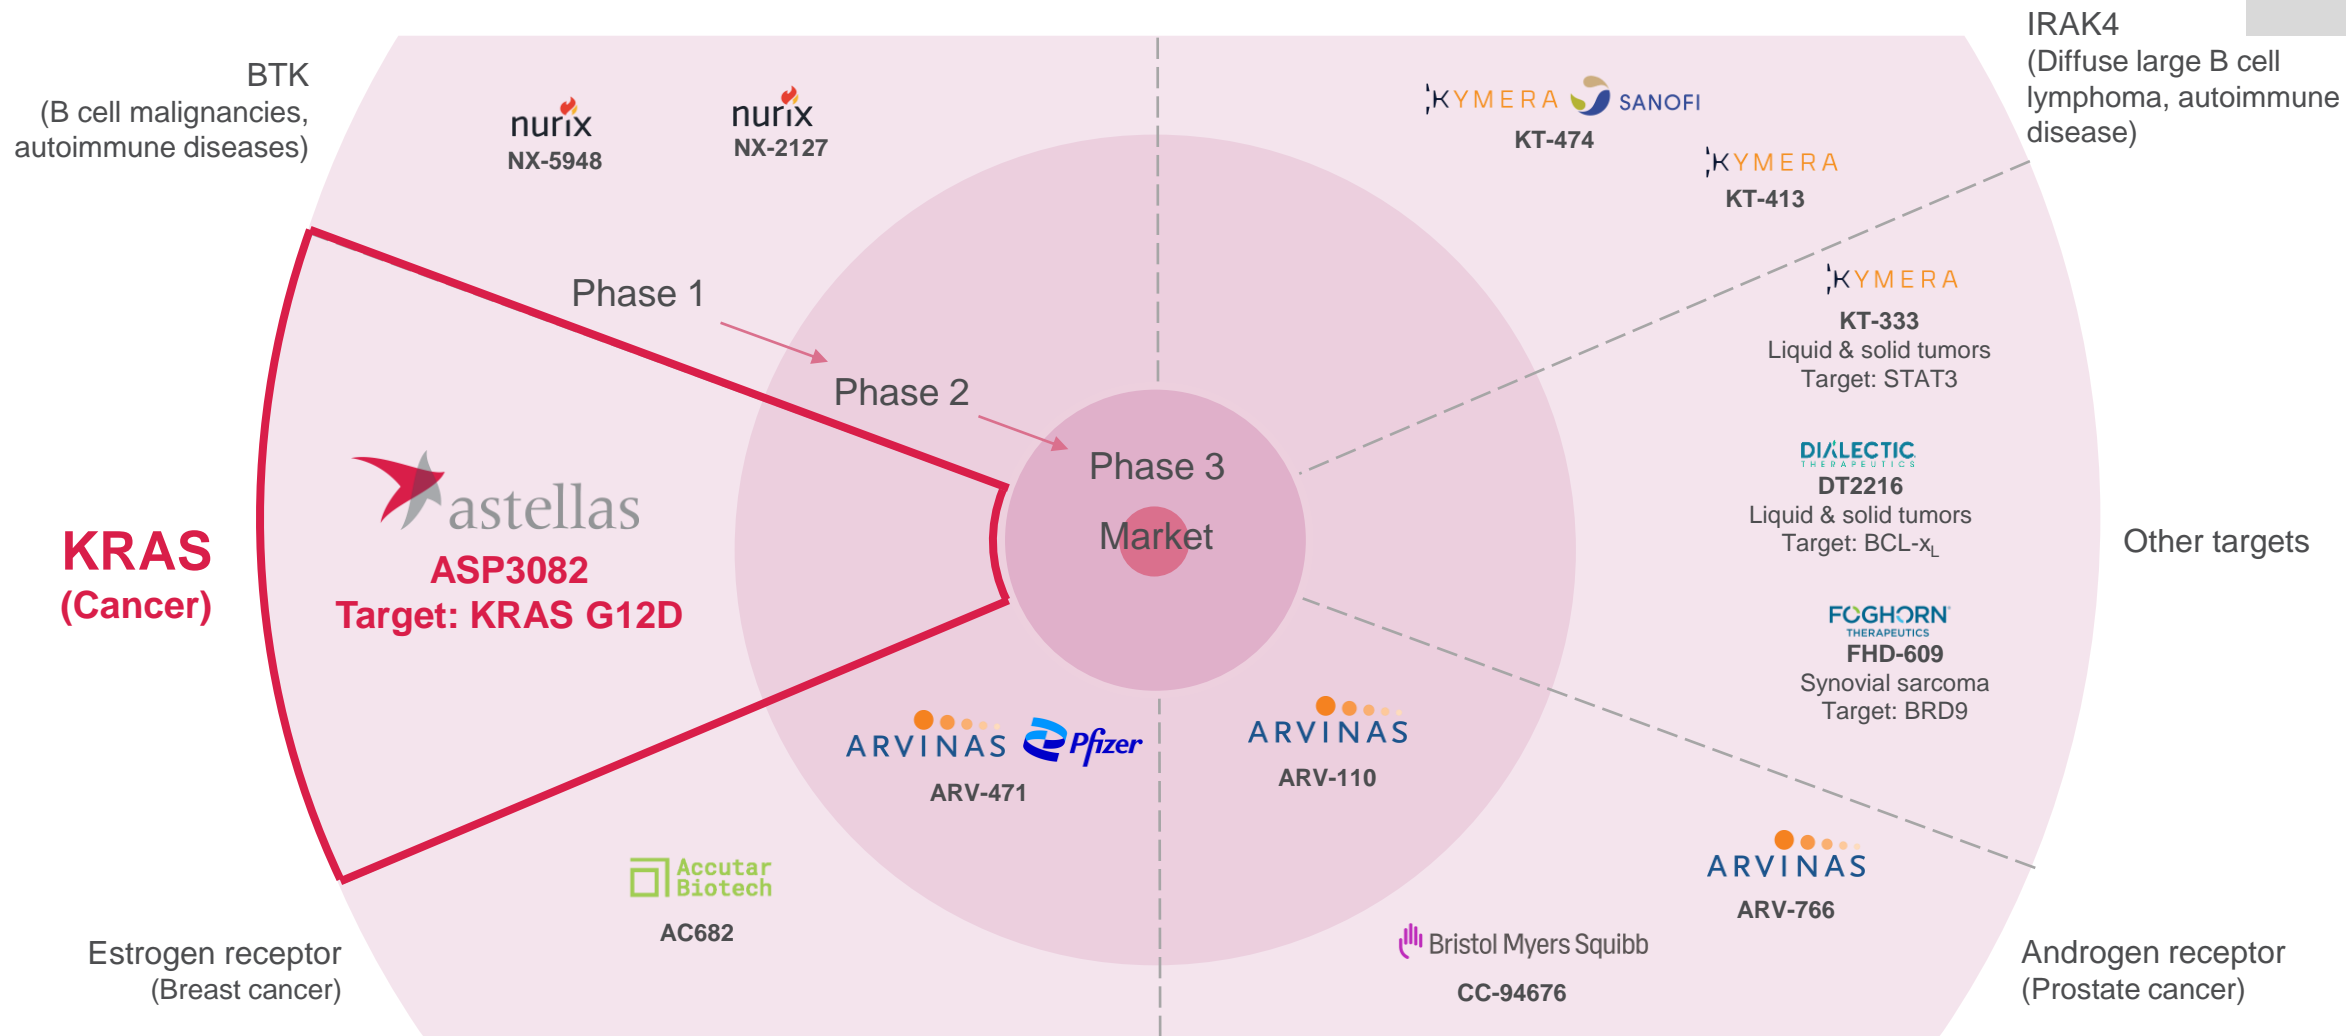 BTK
(B cell malignancies,
autoimmune diseases)
nurix
NX-5948
nurix
NX-2127
KYMERA SANOFI
KT-474
KYMERA
KT-413
IRAK4
(Diffuse large B cell
lymphoma, autoimmune
disease)
Phase 1
Phase 2
Phase 3
Market
KRAS
(Cancer)
astellas
ASP3082
Target: KRAS G12D
KYMERA
KT-333
Liquid & solid tumors
Target: STAT3
DIALECTIC
THERAPEUTICS
DT2216
Liquid & solid tumors
Target: BCL-xL
FOGHORN
THERAPEUTICS
FHD-609
Synovial sarcoma
Target: BRD9
Other targets
ARVINAS Pfizer
ARV-471
ARVINAS
ARV-110
Accutar
Biotech
AC682
ARVINAS
ARV-766
Bristol Myers Squibb
CC-94676
Estrogen receptor
(Breast cancer)
Androgen receptor
(Prostate cancer)